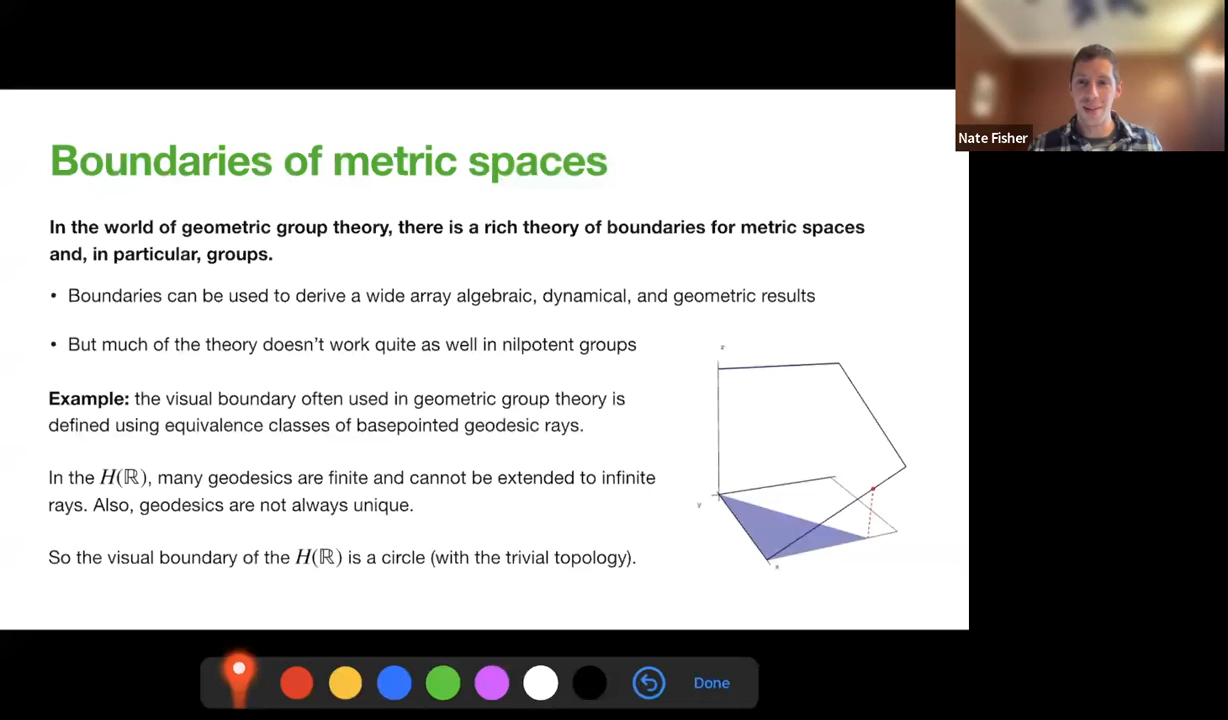 Nate Fisher
Boundaries of metric spaces
In the world of geometric group theory, there is a rich theory of boundaries for metric spaces
and, in particular, groups.
• Boundaries can be used to derive a wide array algebraic, dynamical, and geometric results
• But much of the theory doesn't work quite as well in nilpotent groups
Example: the visual boundary often used in geometric group theory is
defined using equivalence classes of basepointed geodesic rays.
In the H(ℝ), many geodesics are finite and cannot be extended to infinite
rays. Also, geodesics are not always unique.
So the visual boundary of the H(ℝ) is a circle (with the trivial topology).
z
y
x
Done